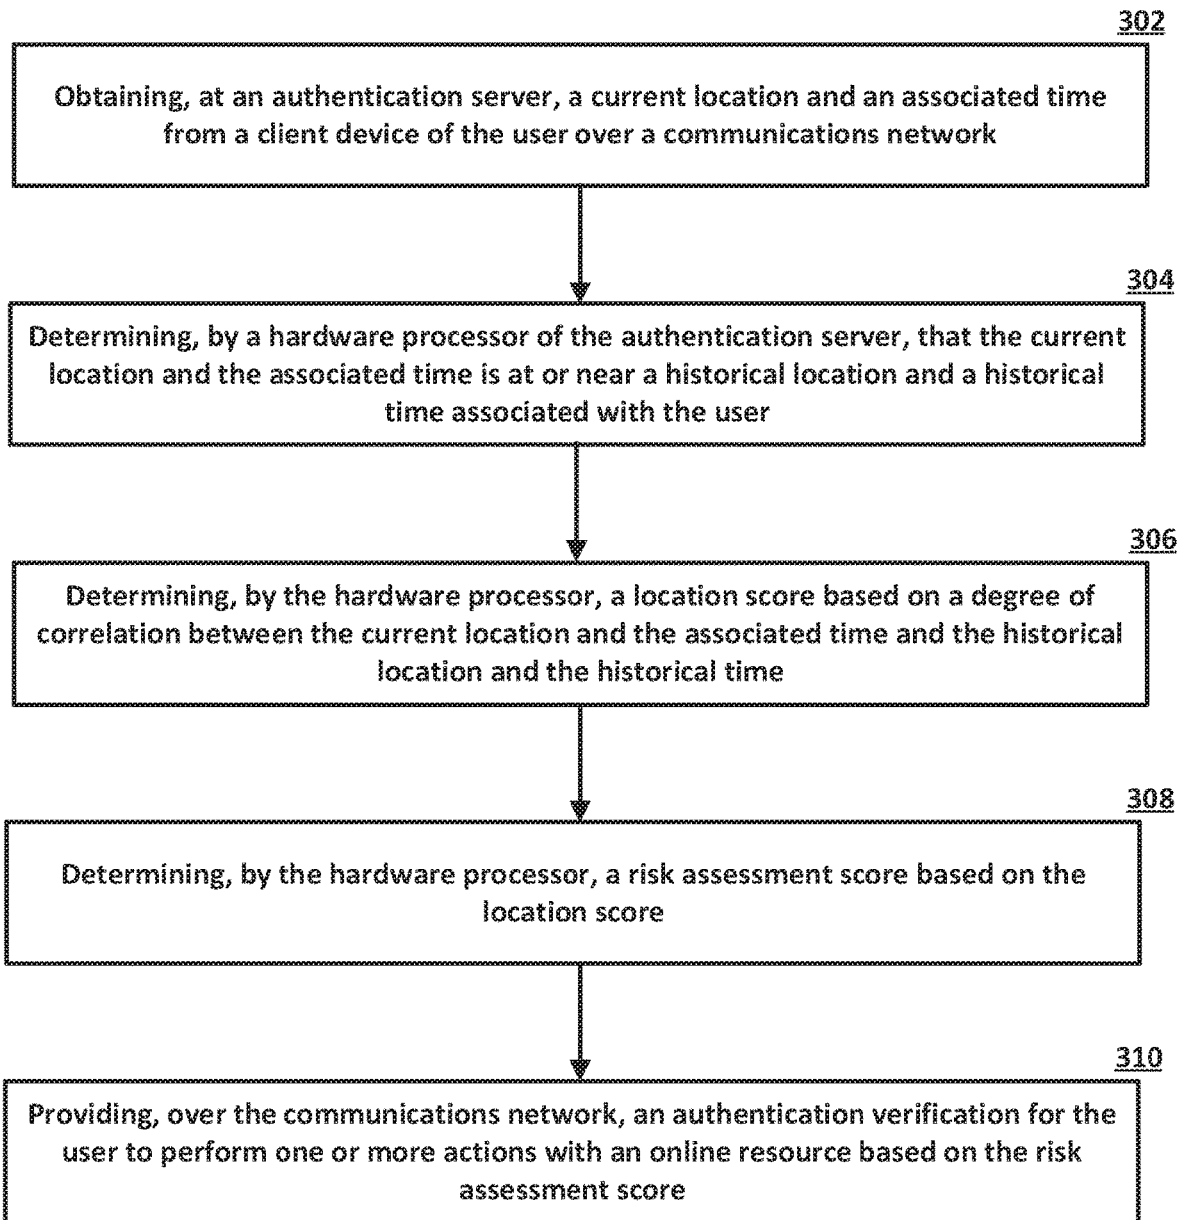 302
Obtaining, at an authentication server, a current location and an associated time
from a client device of the user over a communications network
304
Determining, by a hardware processor of the authentication server, that the current
location and the associated time is at or near a historical location and a historical
time associated with the user
306
Determining, by the hardware processor, a location score based on a degree of
correlation between the current location and the associated time and the historical
location and the historical time
308
Determining, by the hardware processor, a risk assessment score based on the
location score
310
Providing, over the communications network, an authentication verification for the
user to perform one or more actions with an online resource based on the risk
assessment score